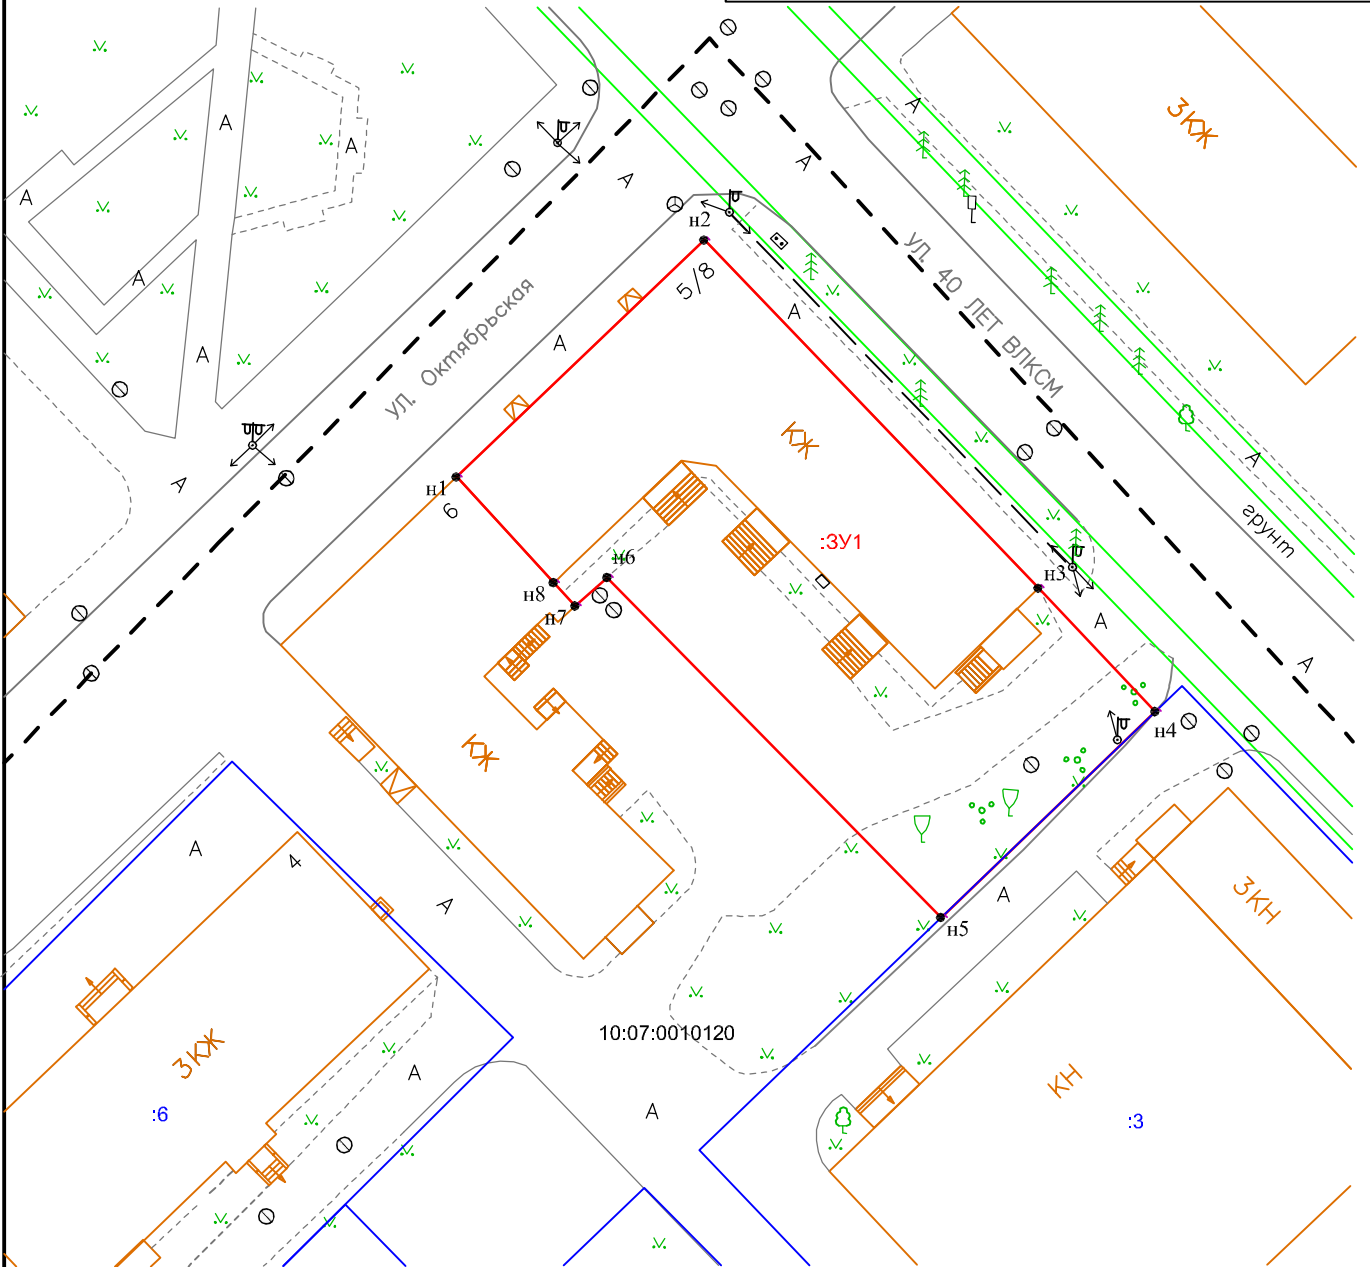 А
А
А
А
А
А
А
А
А
А
3КЖ
УЛ. 40 ЛЕТ ВЛКСМ
УЛ. Октябрьская
н2
5/8
А
А
КЖ
н1
6
А
грунт
:ЗУ1
н6
н8
н7
н3
А
А
н4
КЖ
А
4
А
А
н5
3КН
3КЖ
10:07:0010120
А
КН
:6
А
:3